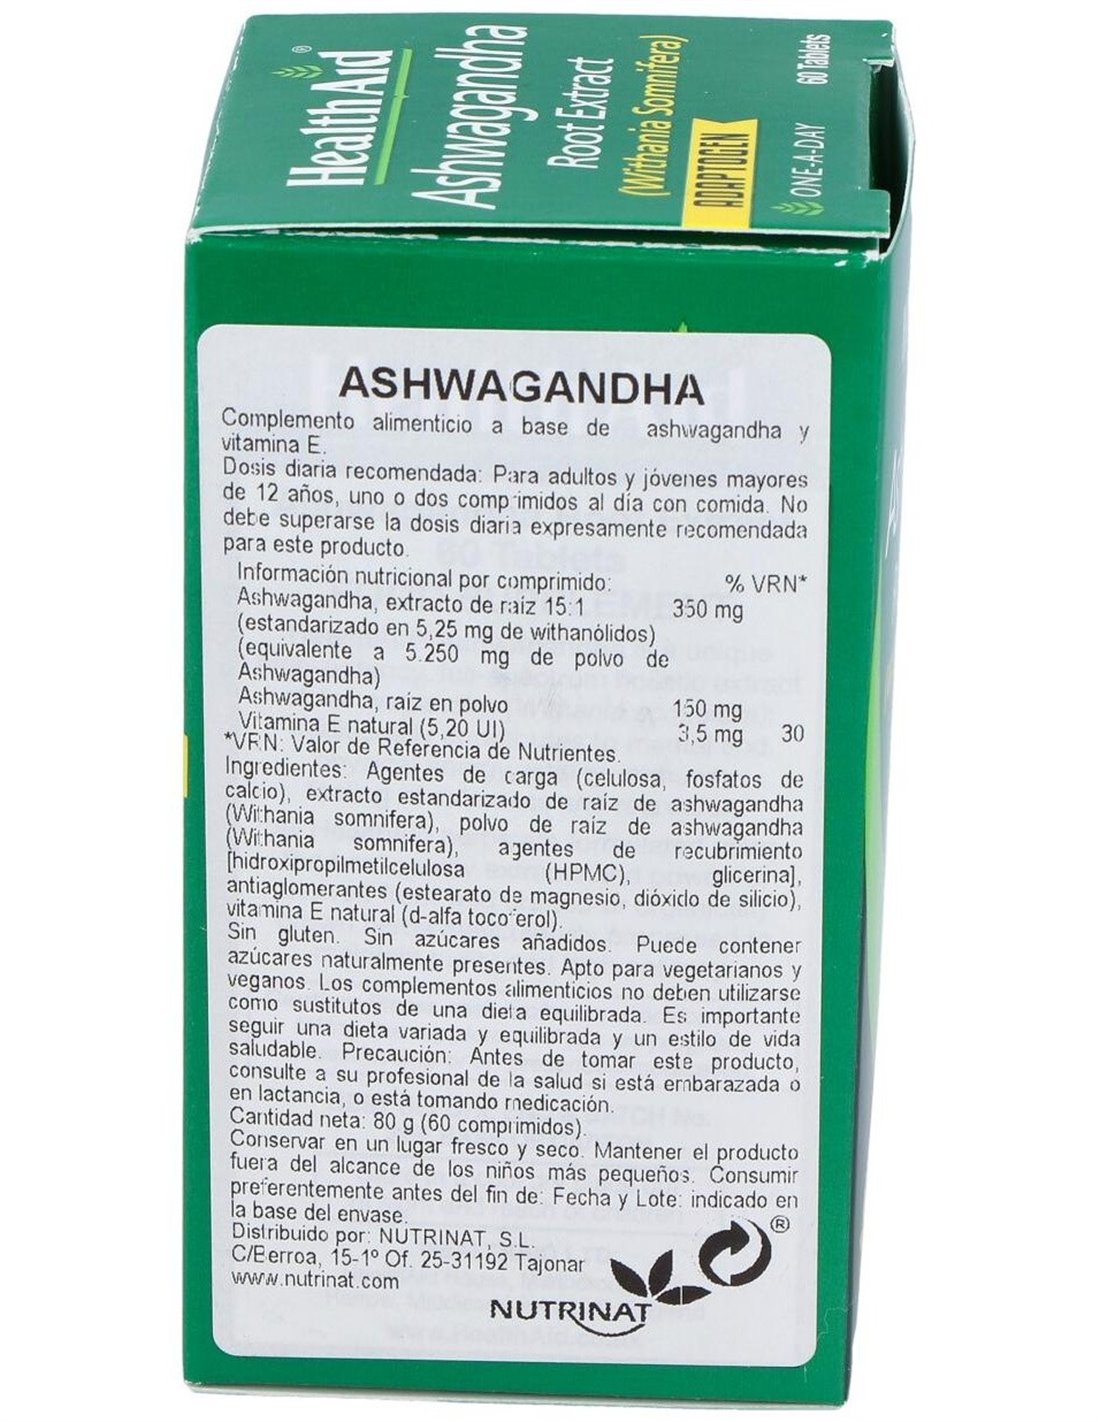 HealthAid®
Ashwagandha
Root Extract
(Withania Somifera)
ADAPTOGEN
ONE-A-DAY
60 Tablets
ASHWAGANDHA
Complemento alimenticio a base de ashwagandha y
vitamina E.
Dosis diaria recomendada: Para adultos y jóvenes mayores
de 12 años, uno o dos comprimidos al día con comida. No
debe superarse la dosis diaria expresamente recomendada
para este producto.
Información nutricional por comprimido: % VRN*
Ashwagandha, extracto de raíz 15:1 350 mg
(estandarizado en 5,25 mg de withanólidos)
(equivalente a 5.250 mg de polvo de
Ashwagandha)
Ashwagandha, raíz en polvo 150 mg
Vitamina E natural (5,20 UI) 3,5 mg 30
*VRN: Valor de Referencia de Nutrientes.
Ingredientes: Agentes de carga (celulosa, fosfatos de
calcio), extracto estandarizado de raíz de ashwagandha
(Withania somnifera), polvo de raíz de ashwagandha
(Withania somnifera), agentes de recubrimiento
[hidroxipropilmetilcelulosa (HPMC), glicerina],
antiaglomerantes (estearato de magnesio, dióxido de silicio),
vitamina E natural (d-alfa tocoferol).
Sin gluten. Sin azúcares añadidos. Puede contener
azúcares naturalmente presentes. Apto para vegetarianos y
veganos. Los complementos alimenticios no deben utilizarse
como sustitutos de una dieta equilibrada. Es importante
seguir una dieta variada y equilibrada y un estilo de vida
saludable. Precaución: Antes de tomar este producto,
consulte a su profesional de la salud si está embarazada o
en lactancia, o está tomando medicación.
Cantidad neta: 80 g (60 comprimidos).
Conservar en un lugar fresco y seco. Mantener el producto
fuera del alcance de los niños más pequeños. Consumir
preferentemente antes del fin de: Fecha y Lote: indicado en
la base del envase.
Distribuido por: NUTRINAT, S.L.
C/Berroa, 15-1º Of. 25-31192 Tajonar
www.nutrinat.com
®
NUTRINAT